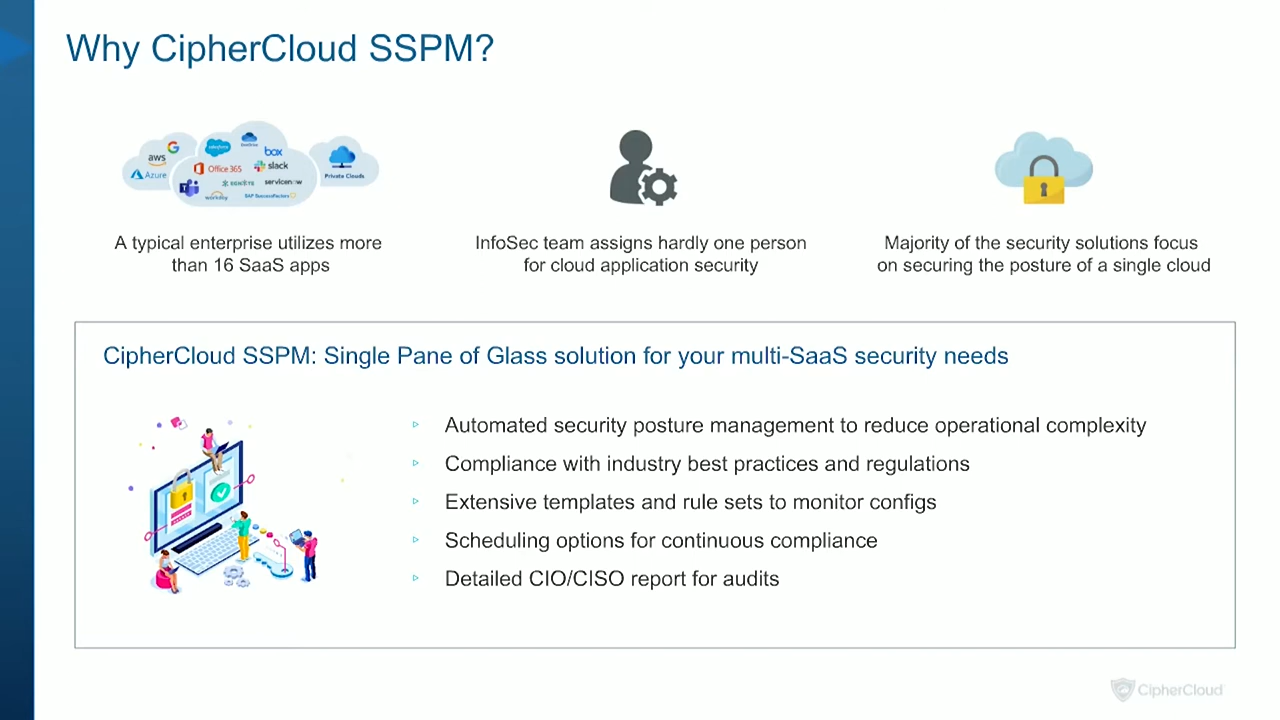 Why CipherCloud SSPM?
aws
Azure
salesforce
OneDrive
box
Office 365
slack
servicenow
workday
SAP SuccessFactors
Private Clouds
A typical enterprise utilizes more
than 16 SaaS apps
InfoSec team assigns hardly one person
for cloud application security
Majority of the security solutions focus
on securing the posture of a single cloud
CipherCloud SSPM: Single Pane of Glass solution for your multi-SaaS security needs
Automated security posture management to reduce operational complexity
Compliance with industry best practices and regulations
Extensive templates and rule sets to monitor configs
Scheduling options for continuous compliance
Detailed CIO/CISO report for audits
CipherCloud